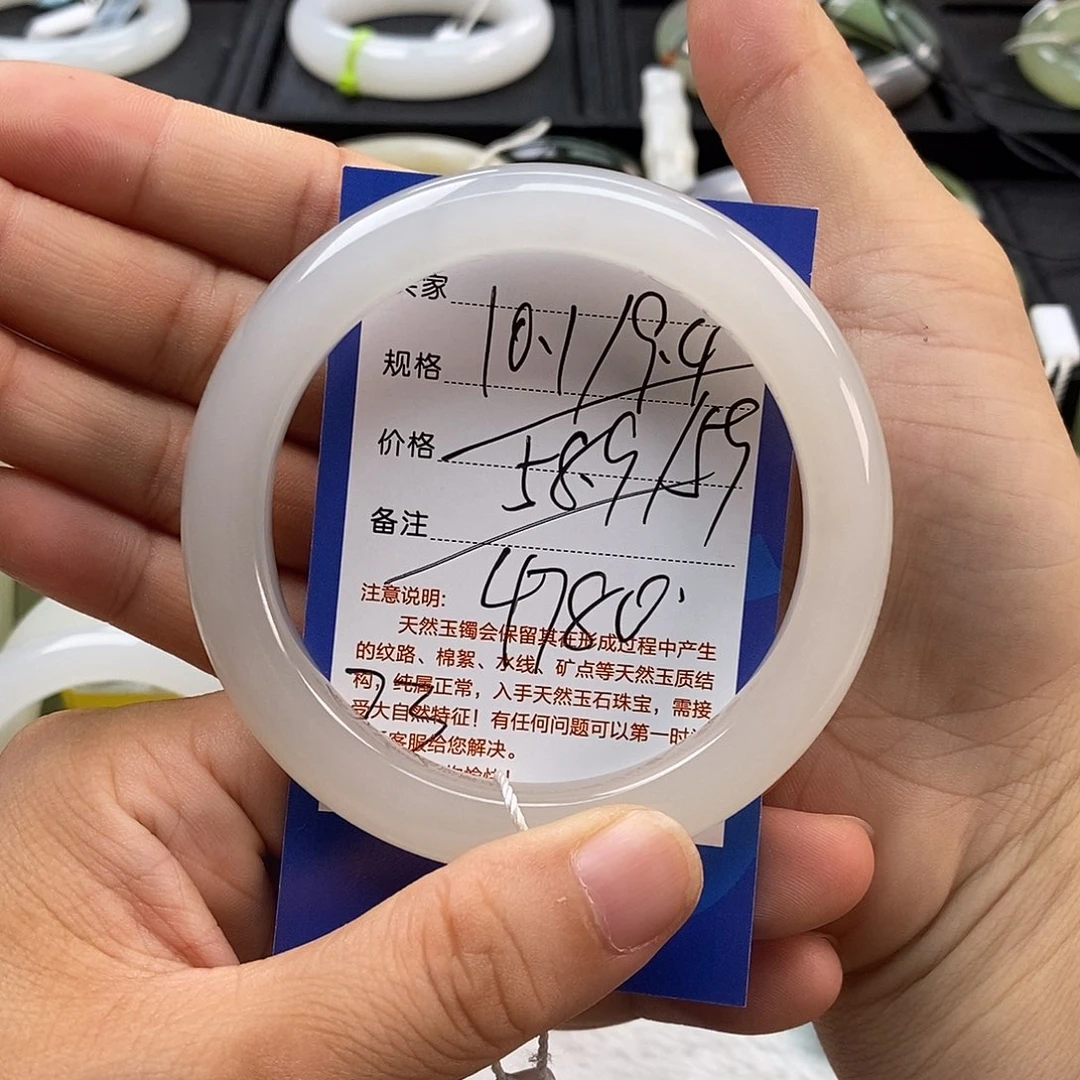 家
规格 10.1/9.4
价格 58.9/59
备注
4780
注意说明:
天然玉镯会保留其在形成过程中产生
的纹路、棉絮、水线、矿点等天然玉质结
构，纯属正常，入手天然玉石珠宝，需接
受大自然特征！有任何问题可以第一时
客服给您解决。